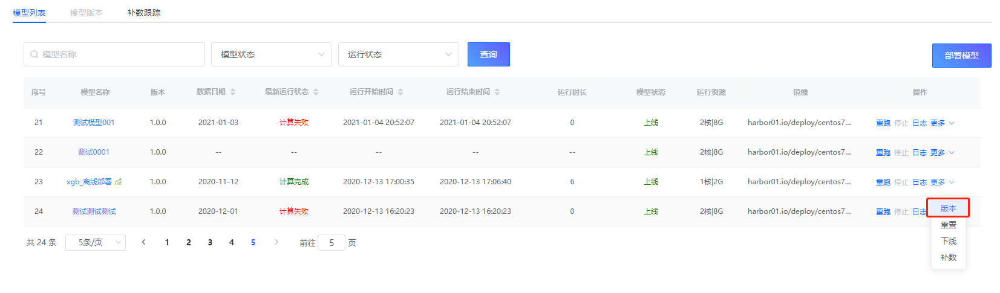 模型列表 模型版本 补数跟踪
模型名称 模型状态 运行状态 查询 部署模型
序号 模型名称 版本 数据日期 最新运行状态 运行开始时间 运行结束时间 运行时长 模型状态 运行资源 镜像 操作
21 测试模型001 1.0.0 2021-01-03 计算失败 2021-01-04 20:52:07 2021-01-04 20:52:07 0 上线 2核|8G harbor01.io/deploy/centos7... 重跑 停止 日志 更多
22 测试0001 1.0.0 -- -- -- -- -- 上线 2核|8G harbor01.io/deploy/centos7... 重跑 停止 日志 更多
23 xgb_离线部署 1.0.0 2020-11-12 计算完成 2020-12-13 17:00:35 2020-12-13 17:06:40 6 上线 1核|2G harbor01.io/deploy/centos7... 重跑 停止 日志 更多
24 测试测试测试 1.0.0 2020-12-01 计算失败 2020-12-13 16:20:23 2020-12-13 16:20:23 0 上线 2核|8G harbor01.io/deploy/centos7... 重跑 停止 日志
版本
重置
下线
补数
共 24 条 5条/页 1 2 3 4 5 前往 5 页